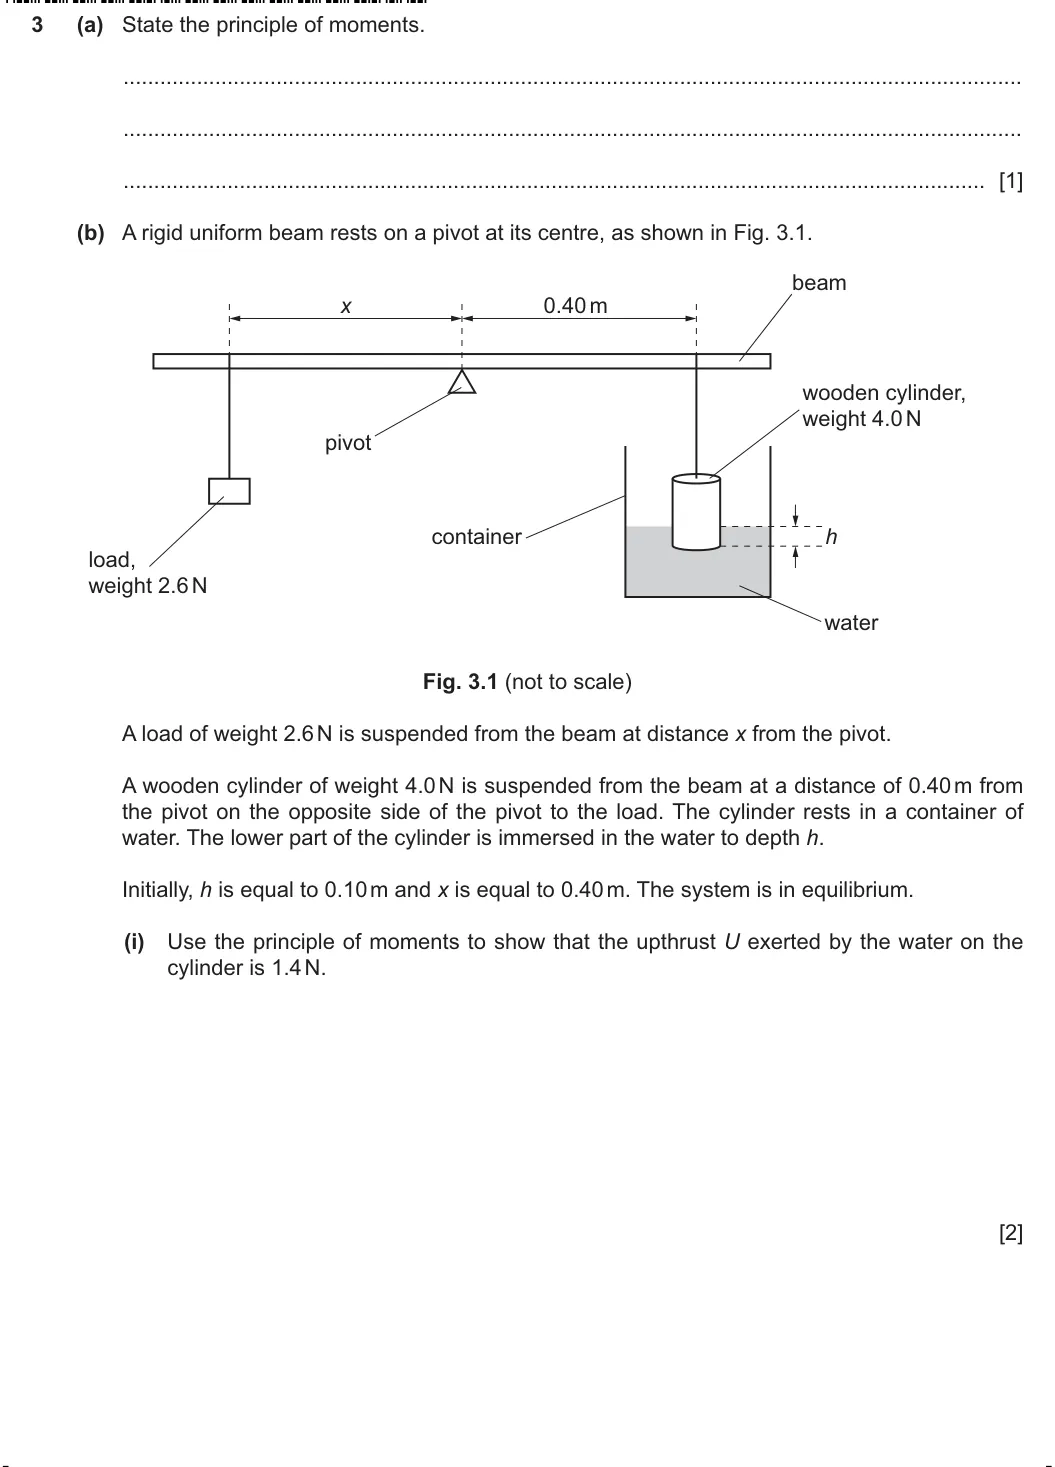 3 (a) State the principle of moments.
..........................................................................................................................................................
..........................................................................................................................................................
.................................................................................................................................................... [1]
(b) A rigid uniform beam rests on a pivot at its centre, as shown in Fig. 3.1.
beam
x 0.40 m
wooden cylinder,
weight 4.0 N
pivot
container
h
load,
weight 2.6 N
water
Fig. 3.1 (not to scale)
A load of weight 2.6 N is suspended from the beam at distance x from the pivot.
A wooden cylinder of weight 4.0 N is suspended from the beam at a distance of 0.40 m from
the pivot on the opposite side of the pivot to the load. The cylinder rests in a container of
water. The lower part of the cylinder is immersed in the water to depth h.
Initially, h is equal to 0.10 m and x is equal to 0.40 m. The system is in equilibrium.
(i) Use the principle of moments to show that the upthrust U exerted by the water on the
cylinder is 1.4 N.
[2]